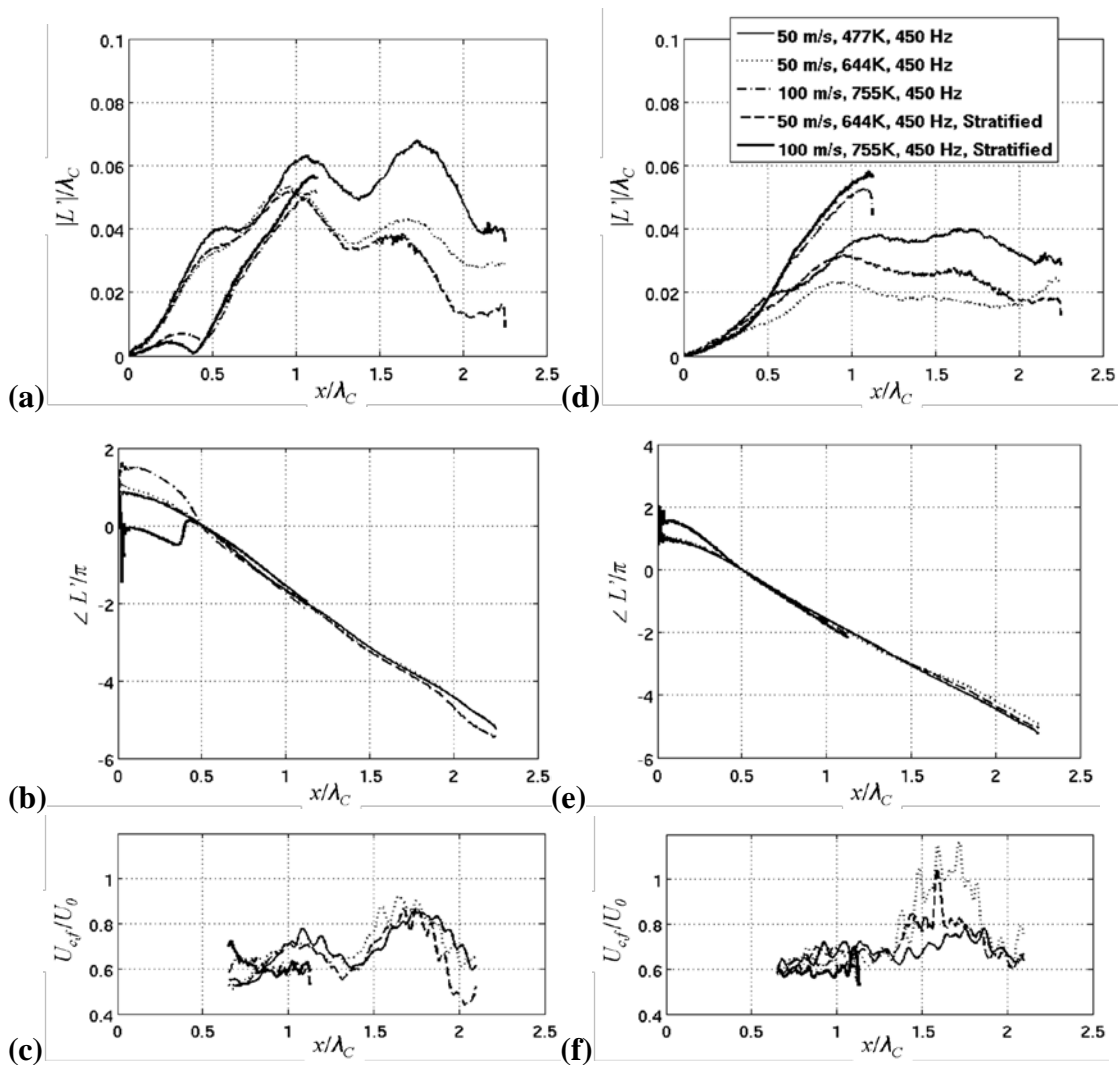 0.1
0.08
0.06
0.04
0.02
0
|L'|/λC
0 0.5 1 1.5 2 2.5
x/λC
(a)
0.1
0.08
0.06
0.04
0.02
0
|L'|/λC
50 m/s, 477K, 450 Hz
50 m/s, 644K, 450 Hz
100 m/s, 755K, 450 Hz
50 m/s, 644K, 450 Hz, Stratified
100 m/s, 755K, 450 Hz, Stratified
0 0.5 1 1.5 2 2.5
x/λC
(d)
2
0
-2
-4
-6
∠ L'/π
0 0.5 1 1.5 2 2.5
x/λC
(b)
4
2
0
-2
-4
-6
∠ L'/π
0 0.5 1 1.5 2 2.5
x/λC
(e)
1
0.8
0.6
0.4
Uc,f/U0
0 0.5 1 1.5 2 2.5
x/λC
(c)
1
0.8
0.6
0.4
Uc,f/U0
0 0.5 1 1.5 2 2.5
x/λC
(f)